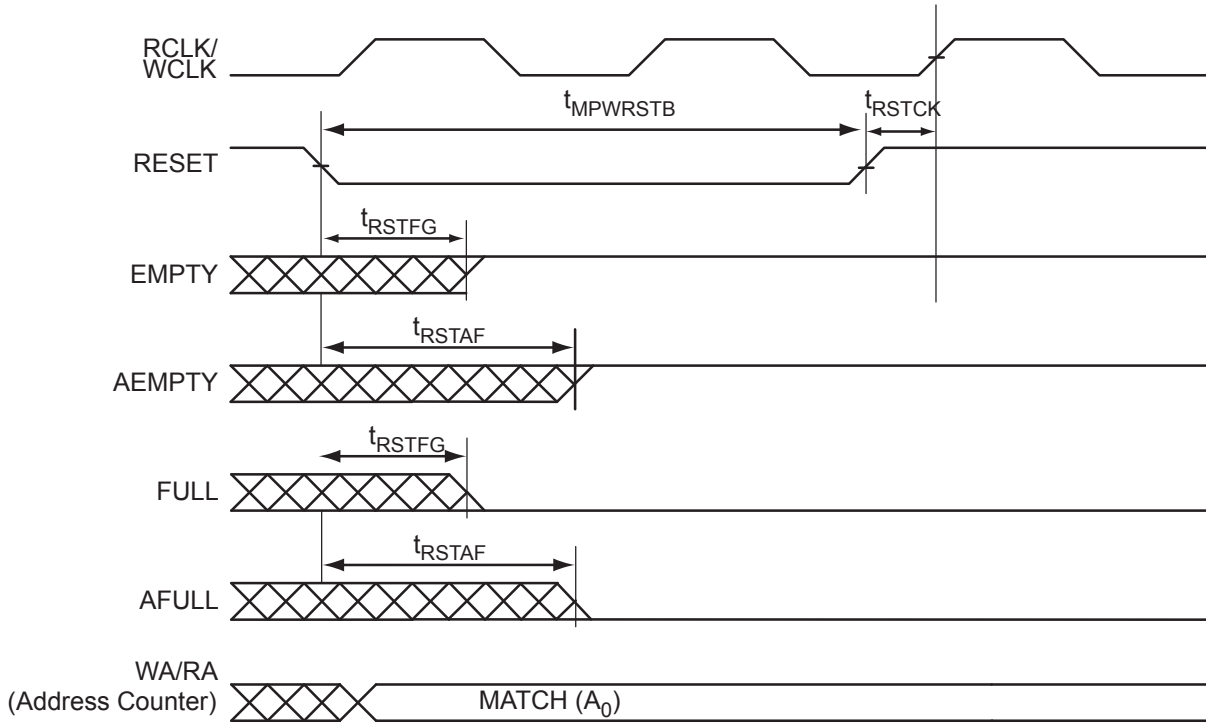 RCLK/
WCLK
tMPWRSTB
tRSTCK
RESET
tRSTFG
EMPTY
tRSTAF
AEMPTY
tRSTFG
FULL
tRSTAF
AFULL
WA/RA
(Address Counter)
MATCH (A0)